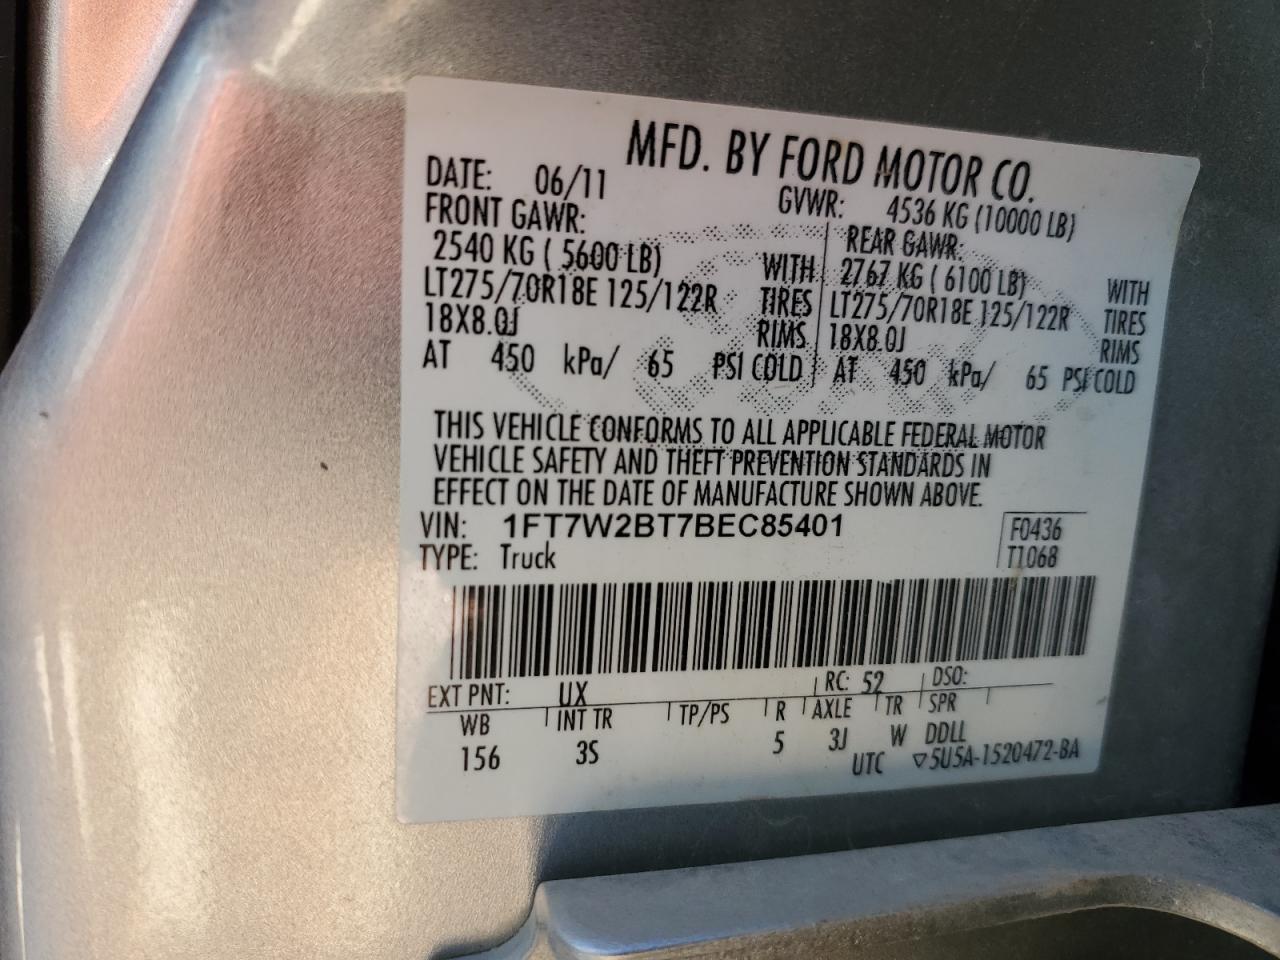 MFD. BY FORD MOTOR CO.
DATE: 06/11 GVWR: 4536 KG (10000 LB)
FRONT GAWR: REAR GAWR:
2540 KG ( 5600 LB) WITH 2767 KG ( 6100 LB) WITH
LT275/70R18E 125/122R TIRES LT275/70R18E 125/122R TIRES
18X8.0J RIMS 18X8.0J RIMS
AT 450 kPa/ 65 PSI COLD AT 450 kPa/ 65 PSI COLD
THIS VEHICLE CONFORMS TO ALL APPLICABLE FEDERAL MOTOR
VEHICLE SAFETY AND THEFT PREVENTION STANDARDS IN
EFFECT ON THE DATE OF MANUFACTURE SHOWN ABOVE.
VIN: 1FT7W2BT7BEC85401 F0436
TYPE: Truck T1068
EXT PNT: UX RC: 52 DSO:
WB INT TR TP/PS R AXLE TR SPR
156 3S 5 3J W DDLL
UTC ▽5U5A-1520472-BA